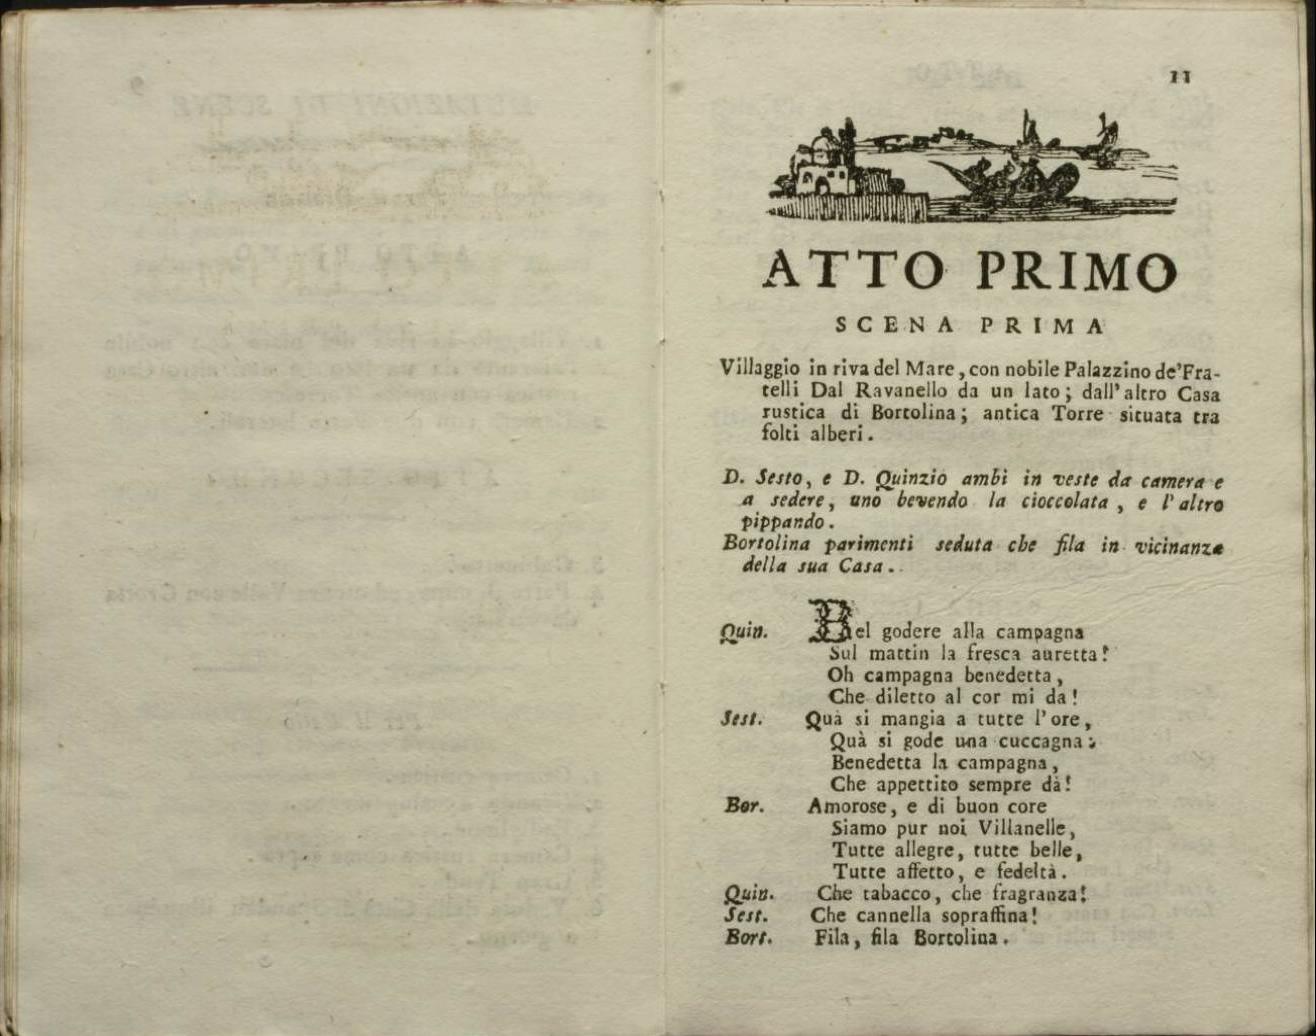 11
ATTO PRIMO
SCENA PRIMA
Villaggio in riva del Mare, con nobile Palazzino de' Fra-
telli Dal Ravanello da un lato; dall' altro Casa
rustica di Bortolina; antica Torre situata tra
folti alberi.
D. Sesto, e D. Quinzio ambi in veste da camera e
a sedere, uno bevendo la cioccolata, e l' altro
pippando.
Bortolina parimenti seduta che fila in vicinanza
della sua Casa.
Quin. Bel godere alla campagna
Sul mattin la fresca auretta!
Oh campagna benedetta,
Che diletto al cor mi da!
Sest. Quà si mangia a tutte l' ore,
Quà si gode una cuccagna;
Benedetta la campagna,
Che appettito sempre dà!
Bor. Amorose, e di buon core
Siamo pur noi Villanelle,
Tutte allegre, tutte belle,
Tutte affetto, e fedeltà.
Quin. Che tabacco, che fragranza!
Sest. Che cannella sopraffina!
Bort. Fila, fila Bortolina.